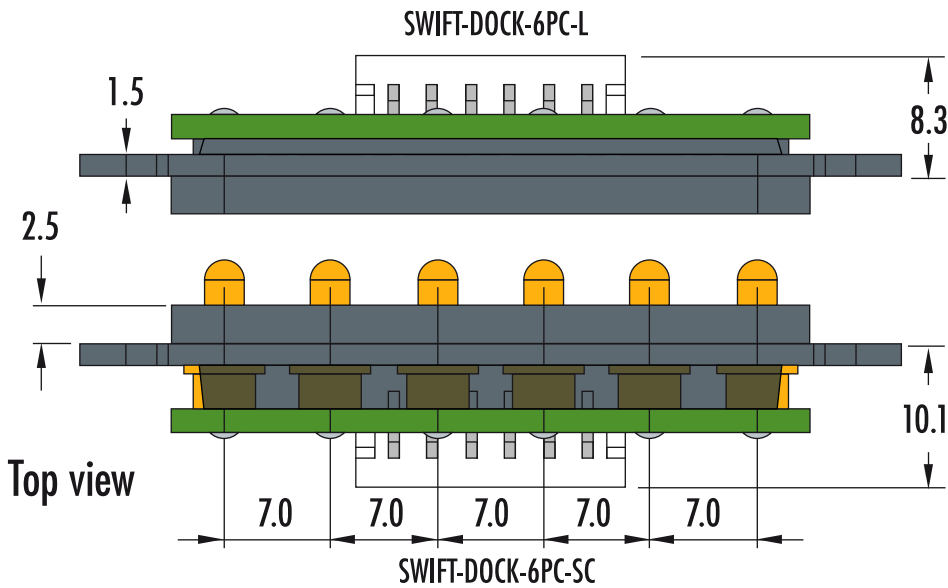 SWIFT-DOCK-6PC-L
1.5
8.3
2.5
10.1
Top view
7.0 7.0 7.0 7.0 7.0
SWIFT-DOCK-6PC-SC